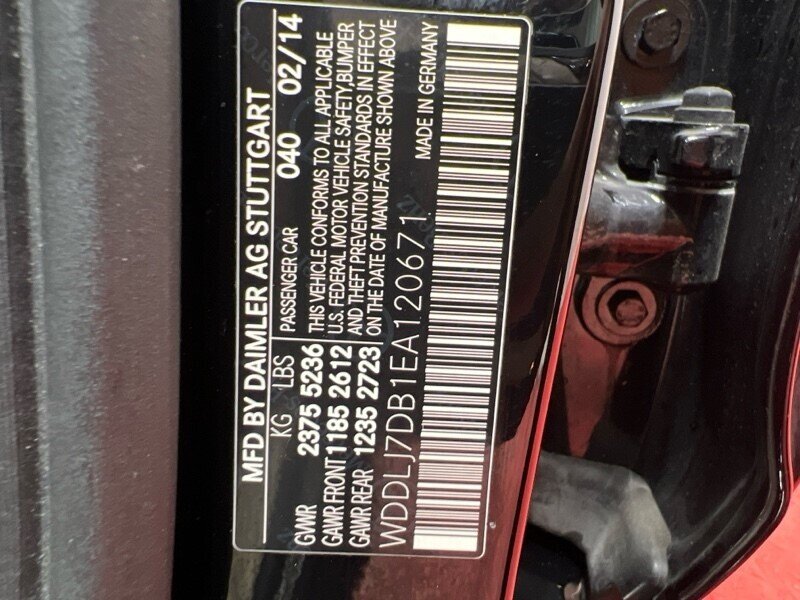 MFD BY DAIMLER AG STUTTGART
KG LBS PASSENGER CAR 040 02/14
GWR 2375 5236 THIS VEHICLE CONFORMS TO ALL APPLICABLE
U.S. FEDERAL MOTOR VEHICLE SAFETY,BUMPER
GAWR FRONT 1185 2612 AND THEFT PREVENTION STANDARDS IN EFFECT
GAWR REAR 1235 2723 ON THE DATE OF MANUFACTURE SHOWN ABOVE
MADE IN GERMANY
WDDLJ7DB1EA120671